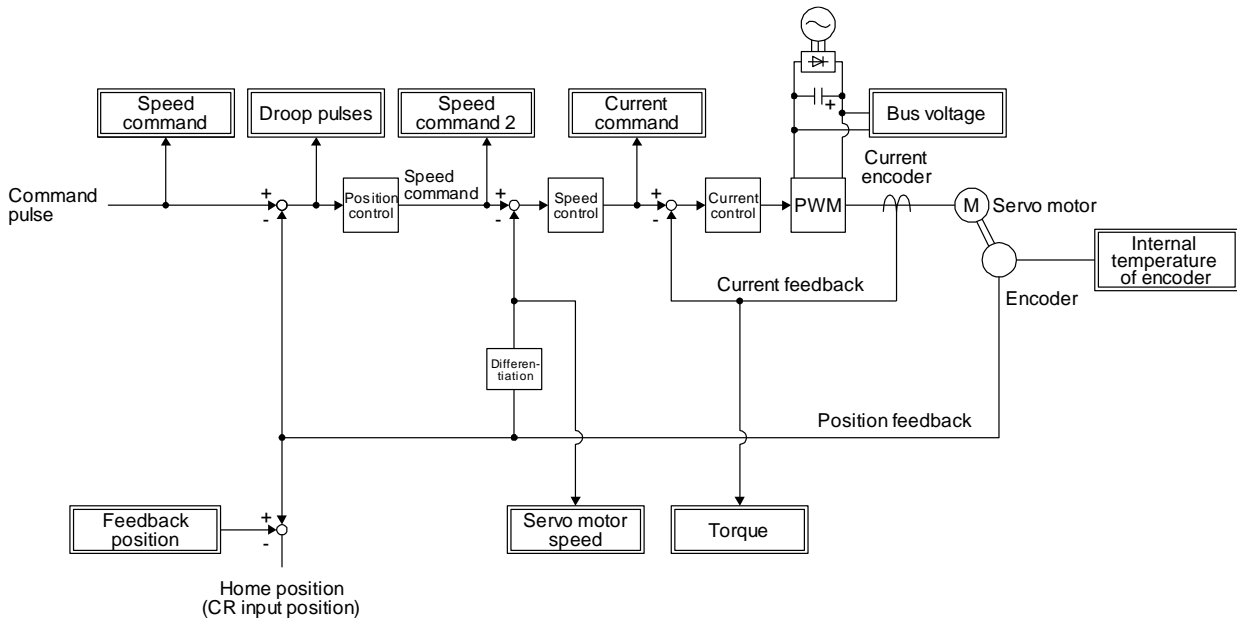 Speed
command
Droop pulses
Speed
command 2
Current
command
+
Bus voltage
Current
encoder
Command
pulse
+
-
Position
control
Speed
command
+
-
Speed
control
+
-
Current
control
PWM
M
Servo motor
Internal
temperature
of encoder
Current feedback
Encoder
Differen-
tiation
Position feedback
Feedback
position
+
-
Servo motor
speed
Torque
Home position
(CR input position)